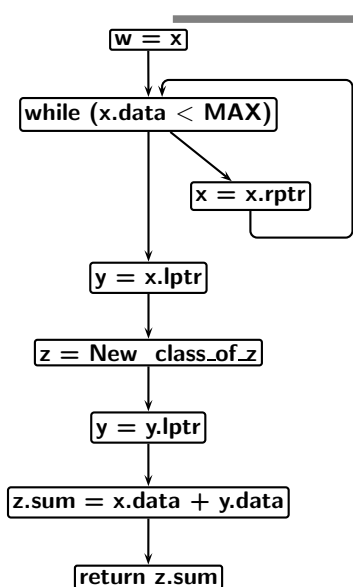 w = x
while (x.data < MAX)
x = x.rptr
y = x.lptr
z = New class_of_z
y = y.lptr
z.sum = x.data + y.data
return z.sum